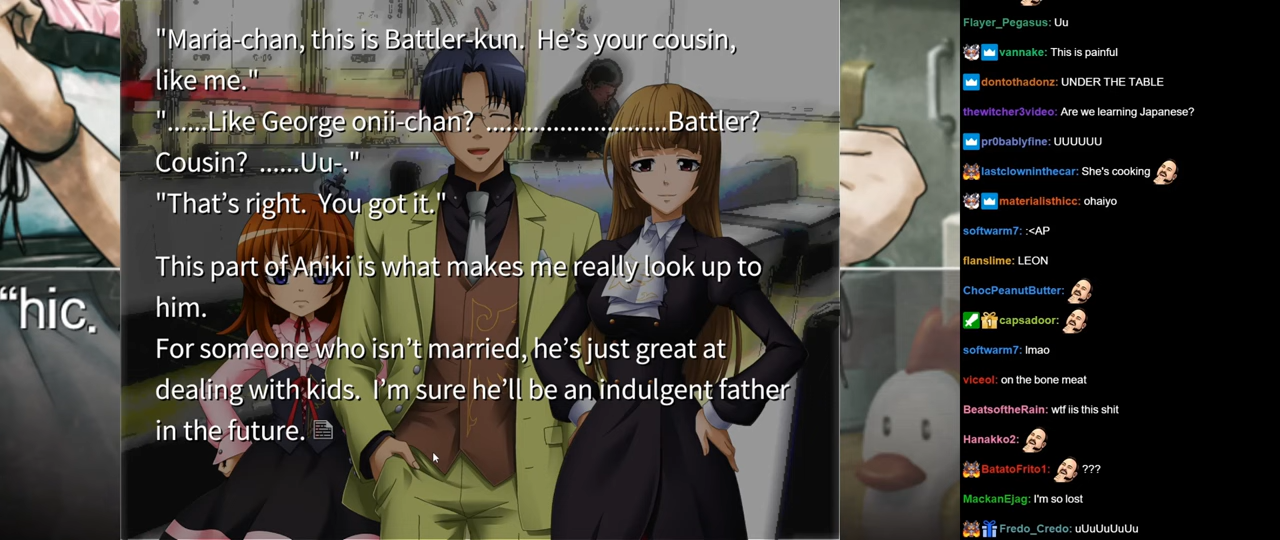 "Maria-chan, this is Battler-kun.  He's your cousin,
like me."
"......Like George onii-chan?  ..........................Battler?
Cousin?  ......Uu-."
"That's right.  You got it."
This part of Aniki is what makes me really look up to
him.
For someone who isn't married, he's just great at
dealing with kids.  I'm sure he'll be an indulgent father
in the future.
"hic.
Flayer_Pegasus: Uu
vannake: This is painful
dontothadonz: UNDER THE TABLE
thewitcher3video: Are we learning Japanese?
pr0bablyfine: UUUUUU
lastclowninthecar: She's cooking
materialisthicc: ohaiyo
softwarm7: :<AP
flanslime: LEON
ChocPeanutButter:
capsadoor:
softwarm7: lmao
viceol: on the bone meat
BeatsoftheRain: wtf iis this shit
Hanakko2:
BatatoFrito1: ???
MackanEjag: I'm so lost
Fredo_Credo: uUuUuUuUu